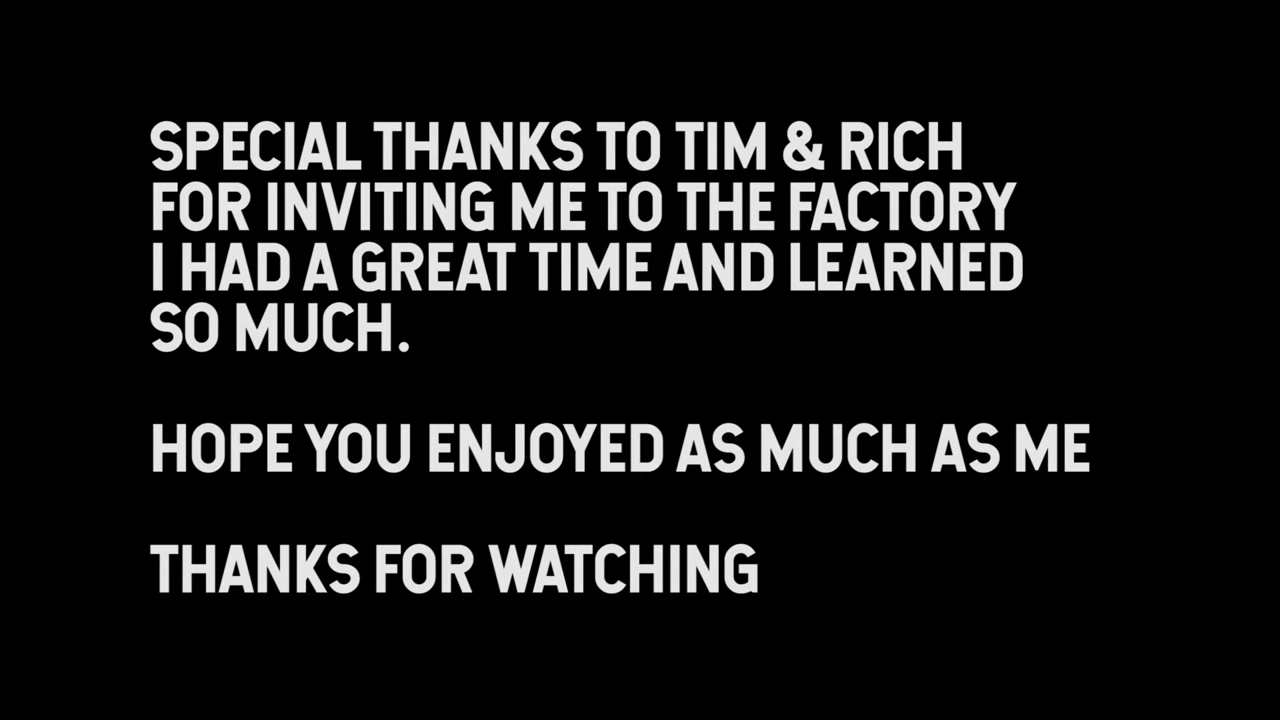 SPECIAL THANKS TO TIM & RICH
FOR INVITING ME TO THE FACTORY
I HAD A GREAT TIME AND LEARNED
SO MUCH.
HOPE YOU ENJOYED AS MUCH AS ME
THANKS FOR WATCHING